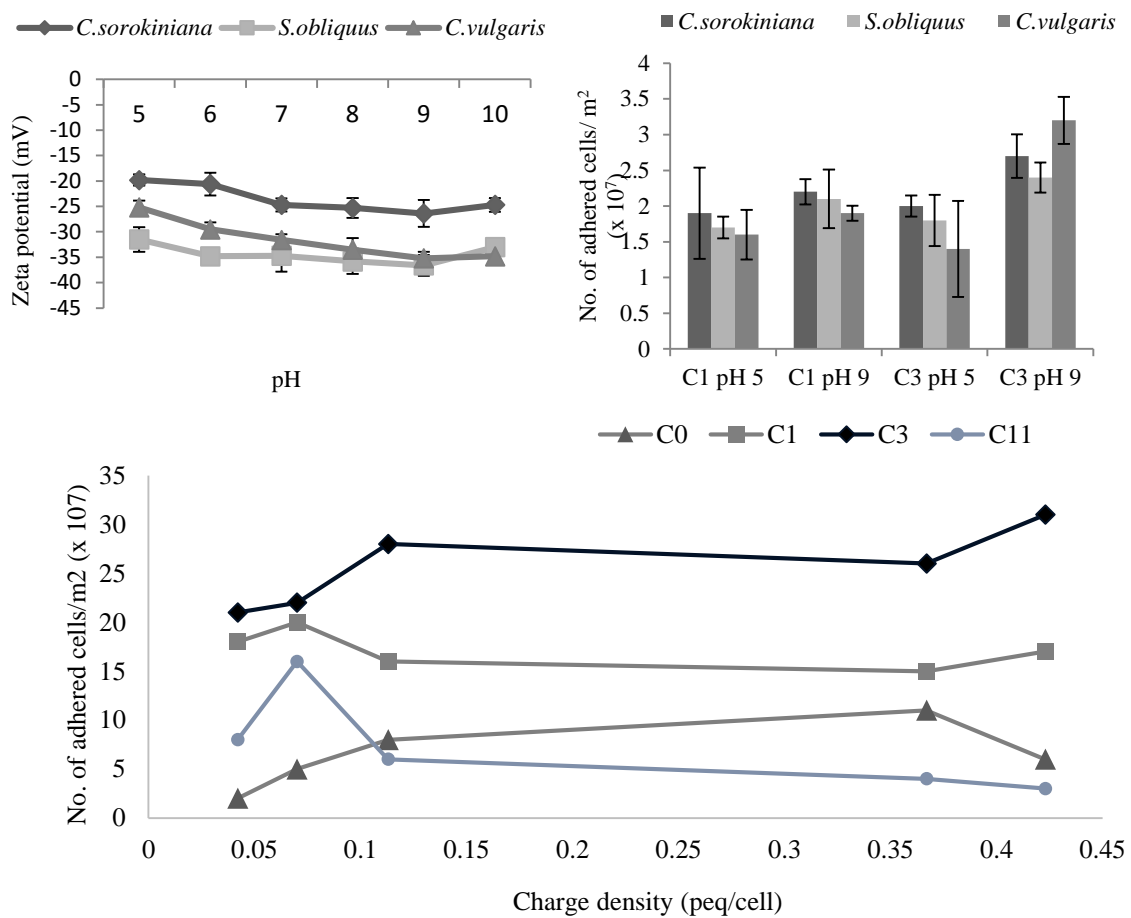 C.sorokiniana S.obliquus C.vulgaris
0
-5
-10
-15
-20
-25
-30
-35
-40
-45
5 6 7 8 9 10
Zeta potential (mV)
pH
C.sorokiniana S.obliquus C.vulgaris
4
3.5
3
2.5
2
1.5
1
0.5
0
No. of adhered cells/ m²
(x 10⁷)
C1 pH 5 C1 pH 9 C3 pH 5 C3 pH 9
C0 C1 C3 C11
35
30
25
20
15
10
5
0
No. of adhered cells/m2 (x 107)
0 0.05 0.1 0.15 0.2 0.25 0.3 0.35 0.4 0.45
Charge density (peq/cell)